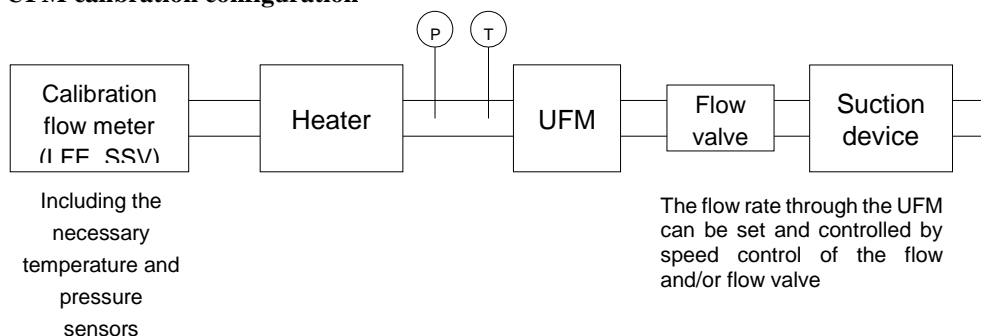 UFM calibration configuration
P T
Calibration
flow meter
(LFE, SSV)
Heater
UFM
Flow
valve
Suction
device
Including the
necessary
temperature and
pressure
sensors
The flow rate through the UFM
can be set and controlled by
speed control of the flow
and/or flow valve